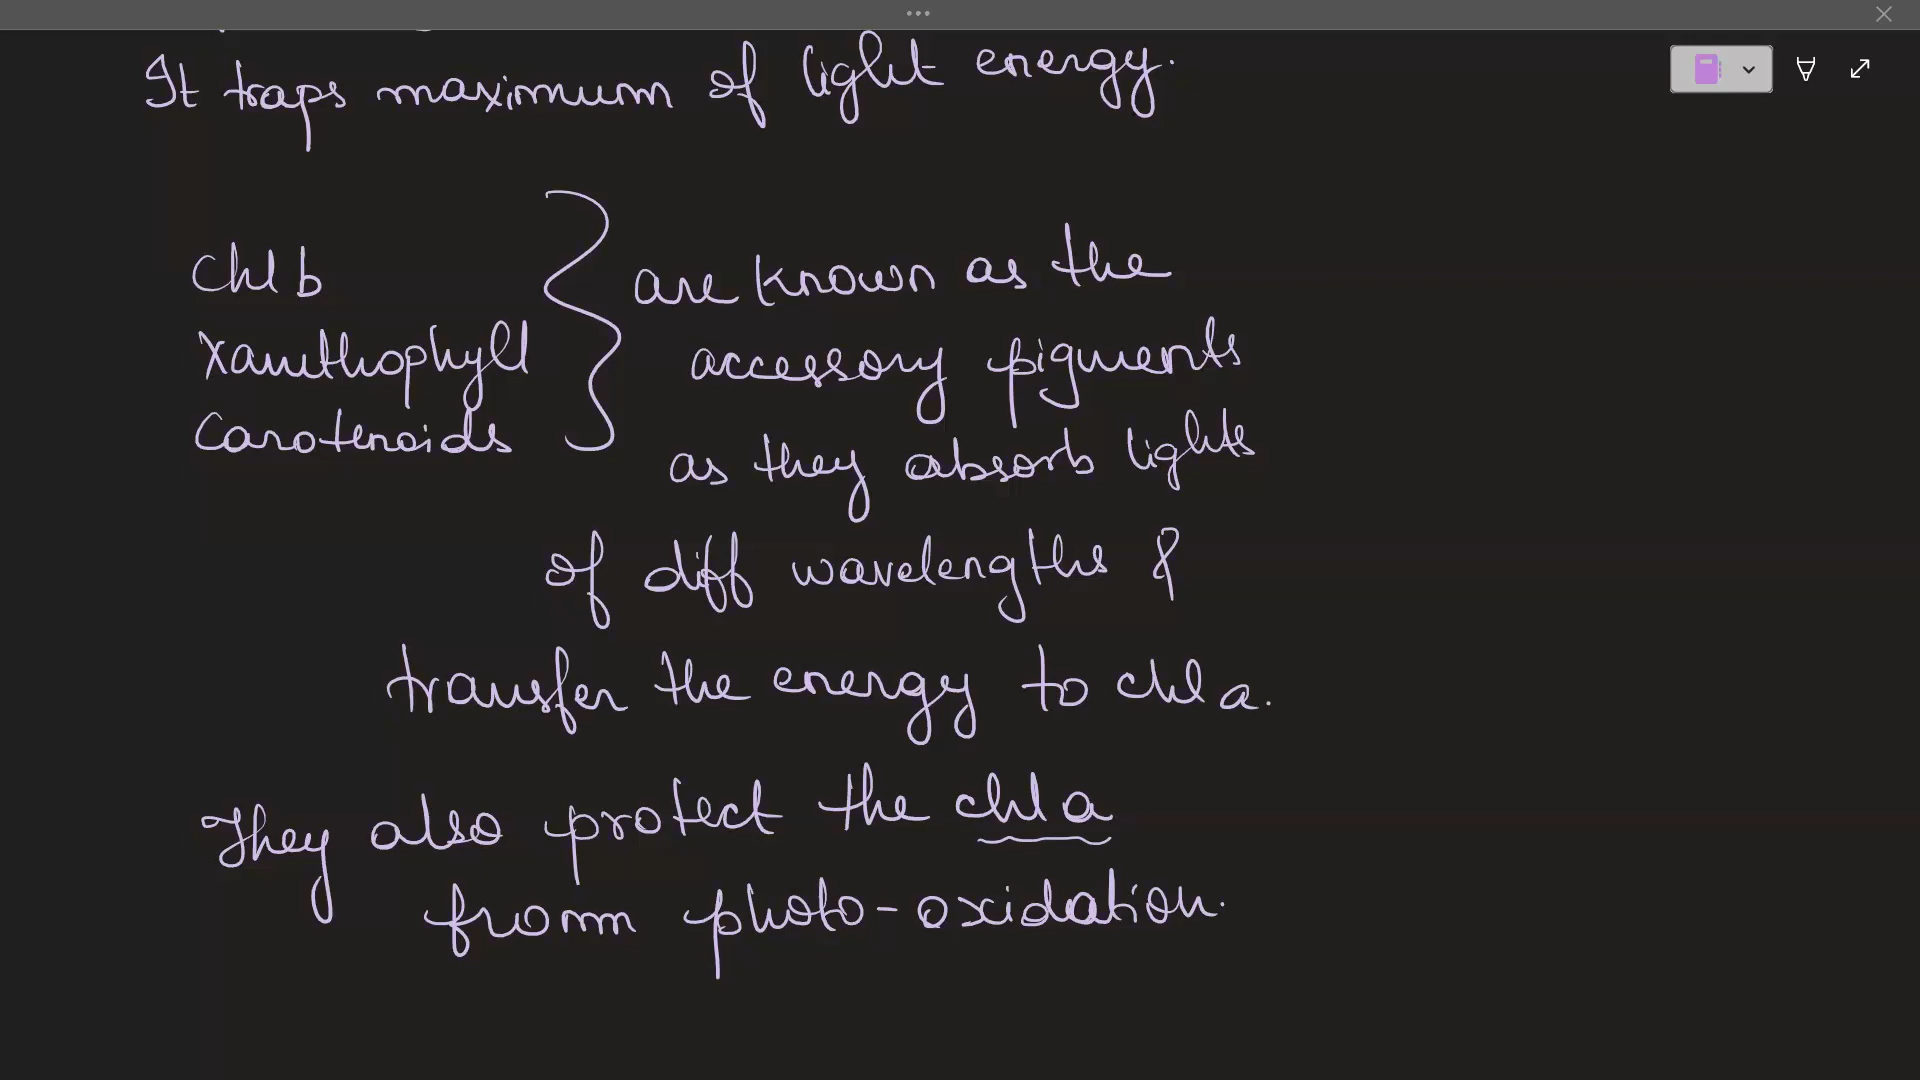 It traps maximum of light energy.
Chl b
Xanthophyll
Carotenoids
are known as the
accessory pigments
as they absorb lights
of diff wavelengths &
transfer the energy to chl a.
They also protect the chl a
from photo-oxidation.